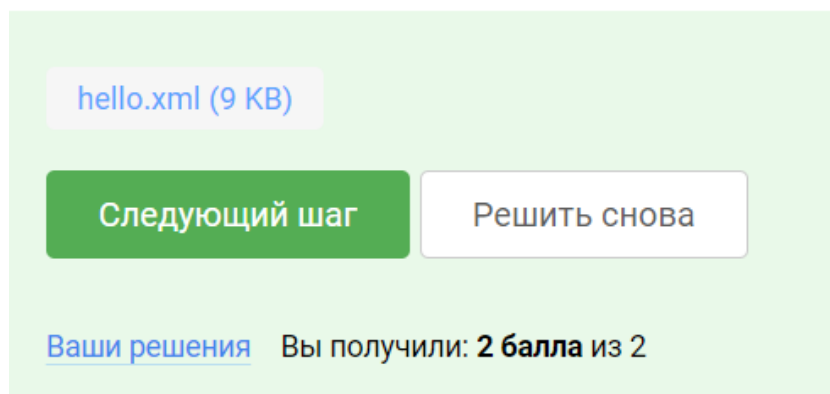 hello.xml (9 KB)
Следующий шаг Решить снова
Ваши решения Вы получили: 2 балла из 2